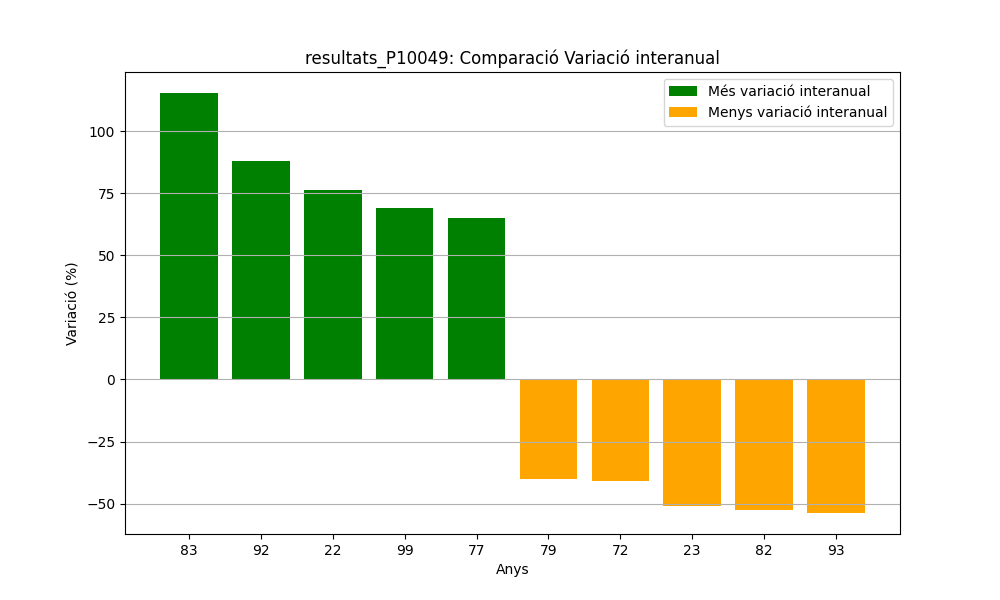 resultats_P10049: Comparació Variació interanual
Més variació interanual
Menys variació interanual
Variació (%)
100
75
50
25
0
−25
−50
83 92 22 99 77 79 72 23 82 93
Anys